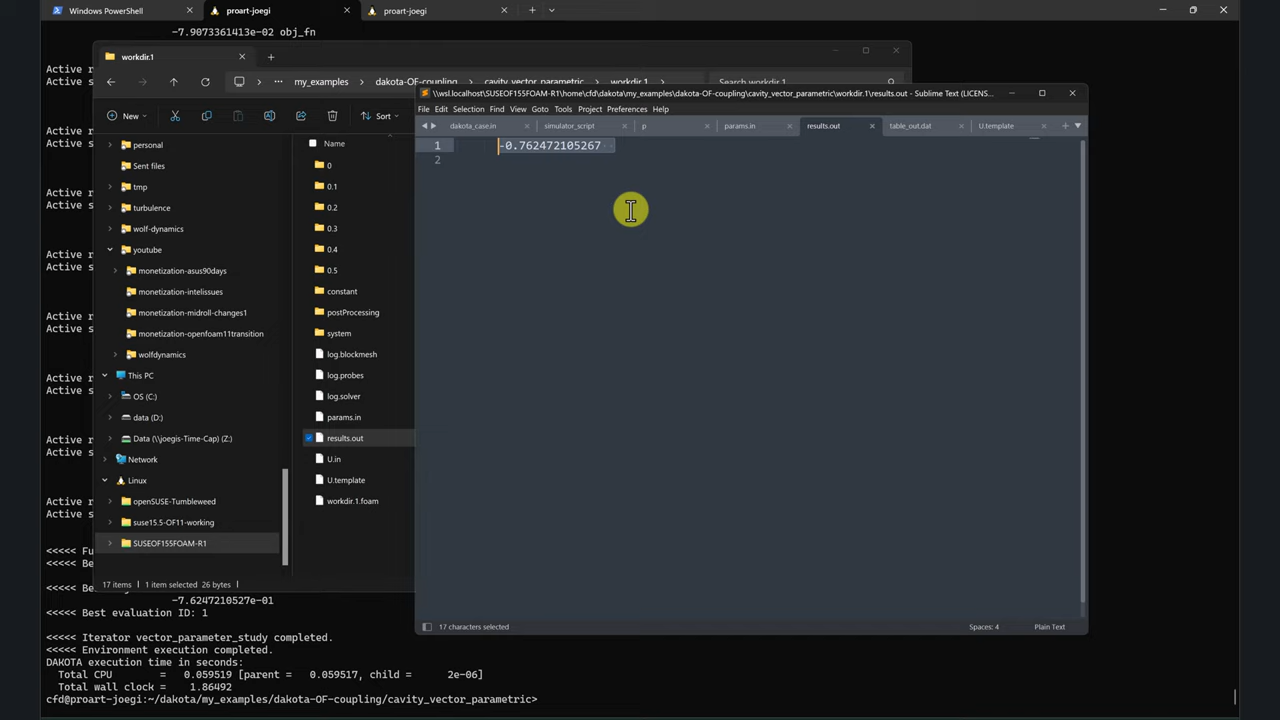 Windows PowerShell
proart-joegi
proart-joegi
-7.9073361413e-02 obj_fn
workdir.1
my_examples
dakota-OF-coupling
cavity_vector_parametric
workdir.1
Search workdir.1
New
Sort
personal
Sent files
tmp
turbulence
wolf-dynamics
youtube
monetization-asus90days
monetization-intelissues
monetization-midroll-changes1
monetization-openfoam11transition
wolfdynamics
This PC
OS (C:)
data (D:)
Data (\\joegis-Time-Cap) (Z:)
Network
Linux
openSUSE-Tumbleweed
suse15.5-OF11-working
SUSEOF155FOAM-R1
Name
0
0.1
0.2
0.3
0.4
0.5
constant
postProcessing
system
log.blockmesh
log.probes
log.solver
params.in
results.out
U.in
U.template
workdir.1.foam
17 items
1 item selected 26 bytes
\\wsl.localhost\SUSEOF155FOAM-R1\home\cfd\dakota\my_examples\dakota-OF-coupling\cavity_vector_parametric\workdir.1\results.out - Sublime Text (LICENS...
File Edit Selection Find View Goto Tools Project Preferences Help
dakota_case.in
simulator_script
p
params.in
results.out
table_out.dat
U.template
1 -0.762472105267
2
17 characters selected
Spaces: 4
Plain Text
Active r
Active s
Active r
Active s
Active r
Active s
Active r
Active s
Active r
Active s
Active r
Active s
Active r
Active s
Active r
Active s
<<<<< Fu
<<<<< Be
<<<<< Be
-7.6247210527e-01
<<<<< Best evaluation ID: 1
<<<<< Iterator vector_parameter_study completed.
<<<<< Environment execution completed.
DAKOTA execution time in seconds:
Total CPU = 0.059519 [parent = 0.059517, child = 2e-06]
Total wall clock = 1.86492
cfd@proart-joegi:~/dakota/my_examples/dakota-OF-coupling/cavity_vector_parametric>